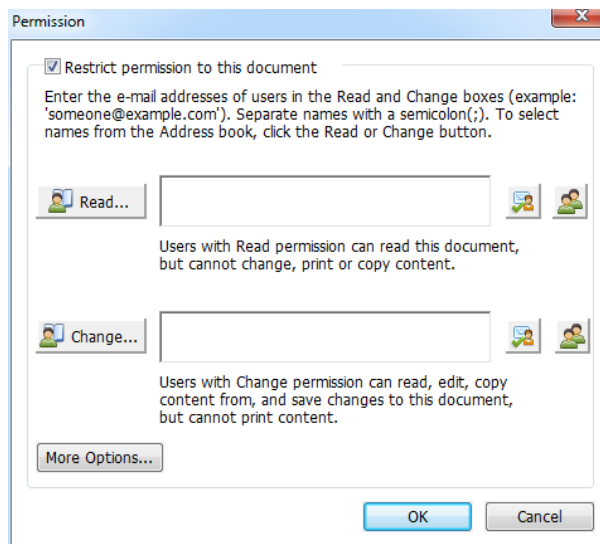 Permission
Restrict permission to this document
Enter the e-mail addresses of users in the Read and Change boxes (example:
'someone@example.com'). Separate names with a semicolon(;). To select
names from the Address book, click the Read or Change button.
Read...
Users with Read permission can read this document,
but cannot change, print or copy content.
Change...
Users with Change permission can read, edit, copy
content from, and save changes to this document,
but cannot print content.
More Options...
OK Cancel